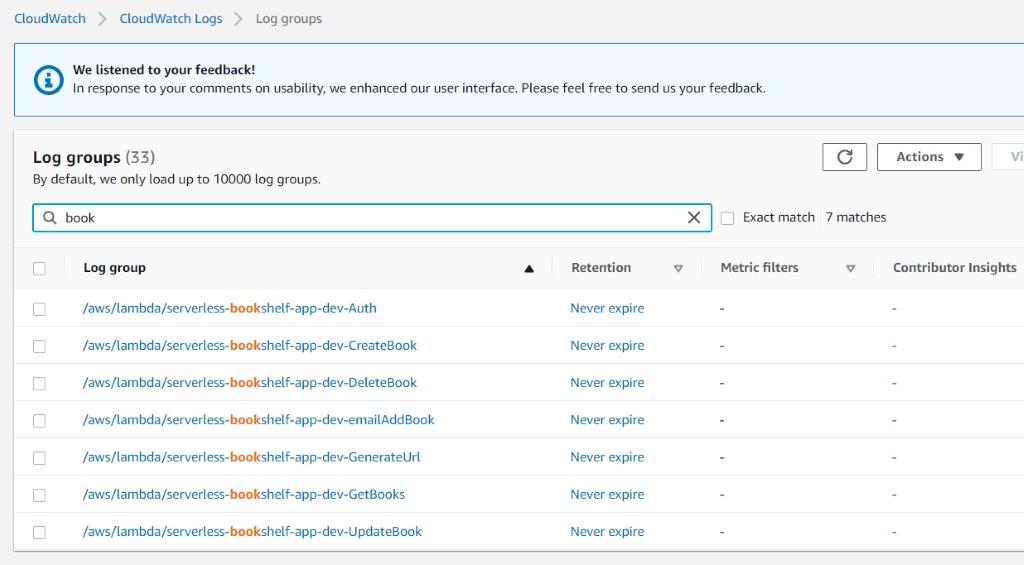 CloudWatch > CloudWatch Logs > Log groups
We listened to your feedback!
In response to your comments on usability, we enhanced our user interface. Please feel free to send us your feedback.
Log groups (33)
Actions
By default, we only load up to 10000 log groups.
book
Exact match
7 matches
Log group Retention Metric filters Contributor Insights
/aws/lambda/serverless-bookshelf-app-dev-Auth Never expire - -
/aws/lambda/serverless-bookshelf-app-dev-CreateBook Never expire - -
/aws/lambda/serverless-bookshelf-app-dev-DeleteBook Never expire - -
/aws/lambda/serverless-bookshelf-app-dev-emailAddBook Never expire - -
/aws/lambda/serverless-bookshelf-app-dev-GenerateUrl Never expire - -
/aws/lambda/serverless-bookshelf-app-dev-GetBooks Never expire - -
/aws/lambda/serverless-bookshelf-app-dev-UpdateBook Never expire - -